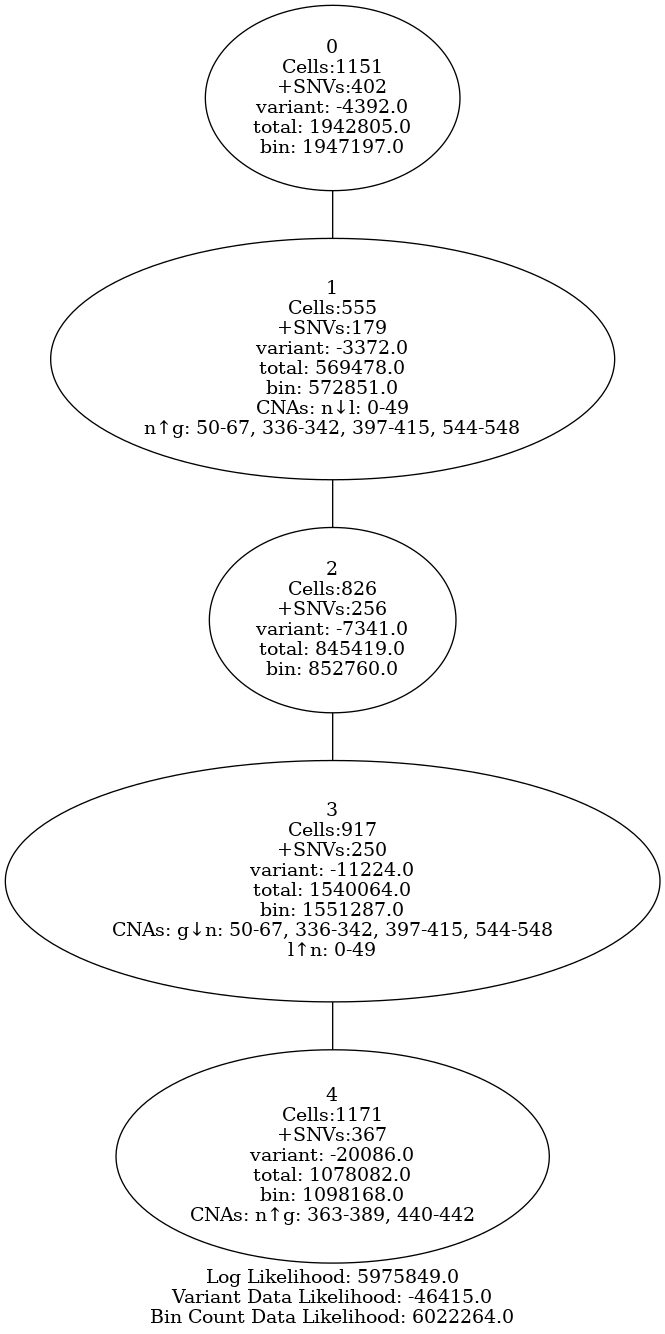 0
Cells:1151
+SNVs:402
variant: -4392.0
total: 1942805.0
bin: 1947197.0
1
Cells:555
+SNVs:179
variant: -3372.0
total: 569478.0
bin: 572851.0
CNAs: n↓l: 0-49
n↑g: 50-67, 336-342, 397-415, 544-548
2
Cells:826
+SNVs:256
variant: -7341.0
total: 845419.0
bin: 852760.0
3
Cells:917
+SNVs:250
variant: -11224.0
total: 1540064.0
bin: 1551287.0
CNAs: g↓n: 50-67, 336-342, 397-415, 544-548
l↑n: 0-49
4
Cells:1171
+SNVs:367
variant: -20086.0
total: 1078082.0
bin: 1098168.0
CNAs: n↑g: 363-389, 440-442
Log Likelihood: 5975849.0
Variant Data Likelihood: -46415.0
Bin Count Data Likelihood: 6022264.0